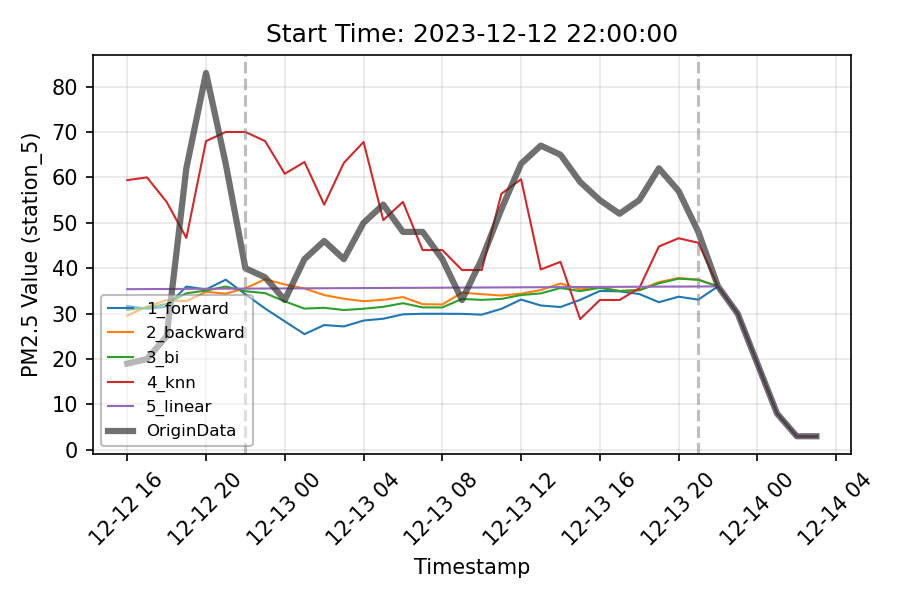 Start Time: 2023-12-12 22:00:00
PM2.5 Value (station_5)
80
70
60
50
40
30
20
10
0
1_forward
2_backward
3_bi
4_knn
5_linear
OriginData
12-12 16
12-12 20
12-13 00
12-13 04
12-13 08
12-13 12
12-13 16
12-13 20
12-14 00
12-14 04
Timestamp